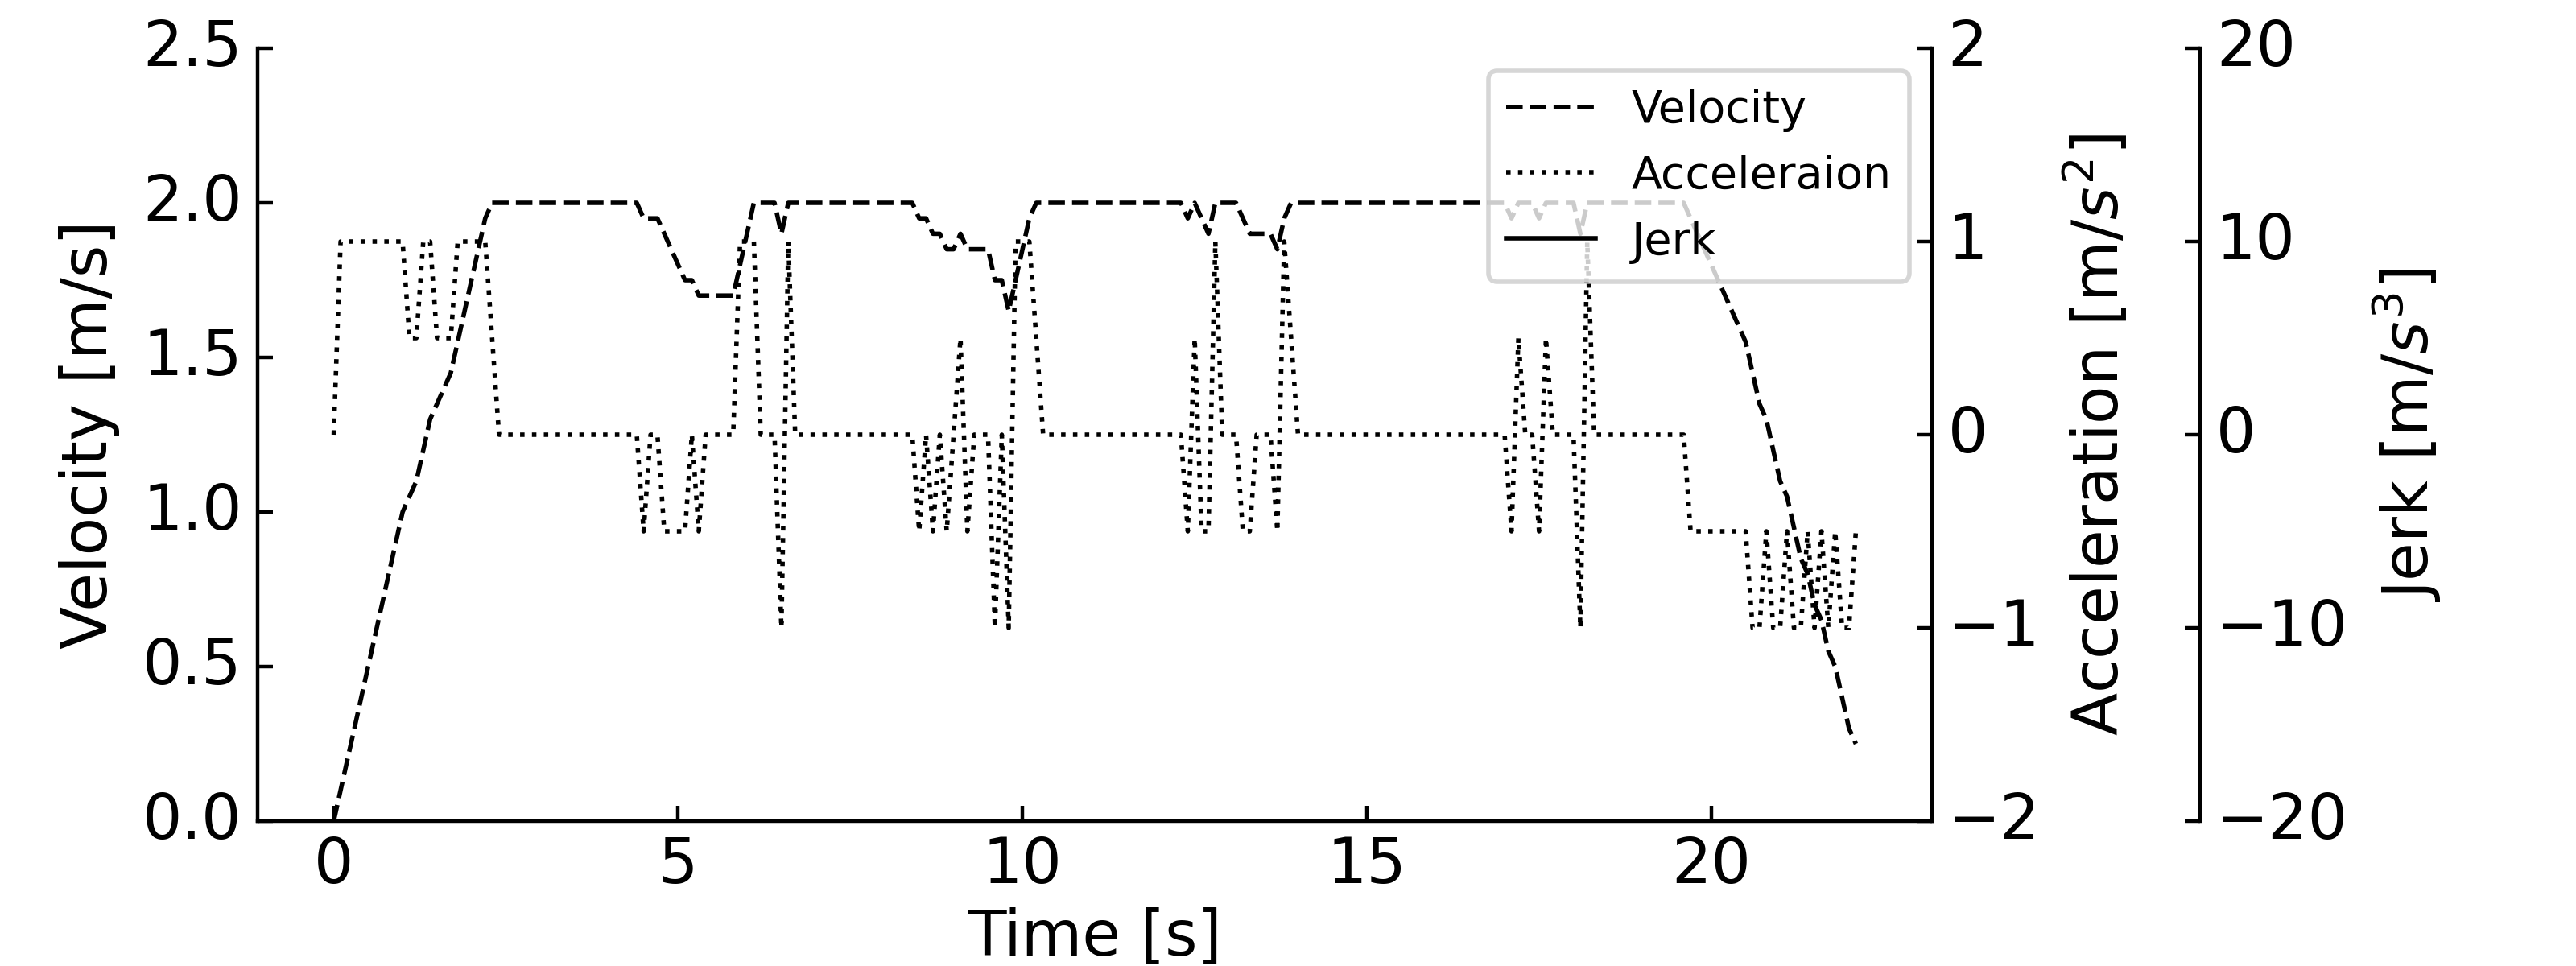 2.5
2.0
1.5
1.0
0.5
0.0
Velocity [m/s]
0 5 10 15 20
Time [s]
Velocity
Acceleraion
Jerk
2
1
0
−1
−2
Acceleration [m/s²]
20
10
0
−10
−20
Jerk [m/s³]